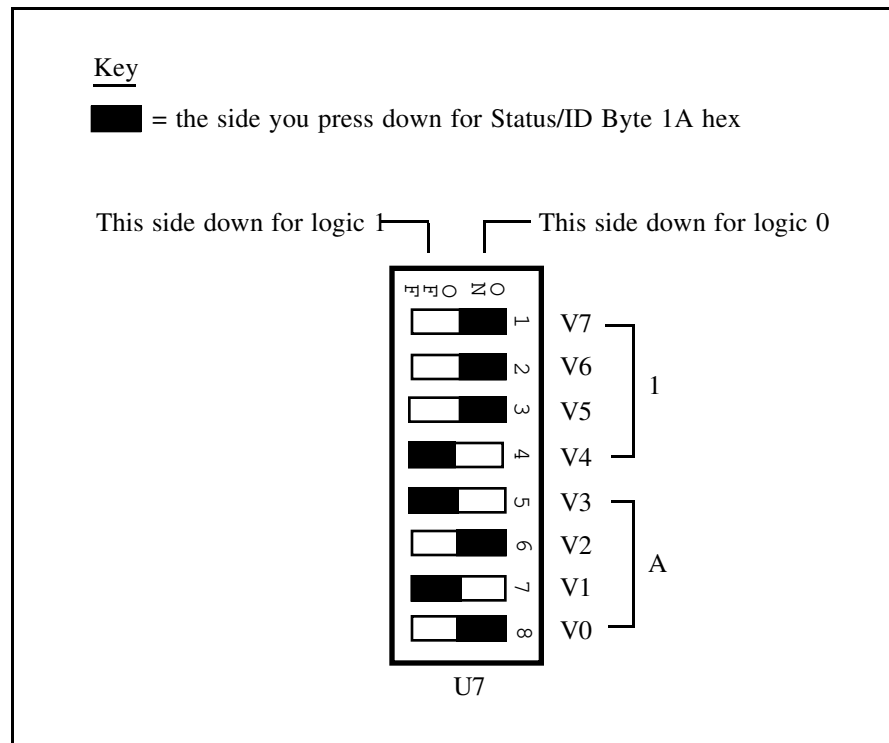 Key
= the side you press down for Status/ID Byte 1A hex
This side down for logic 1
This side down for logic 0
OFF
ON
1 V7
2 V6
3 V5
1
4 V4
5 V3
6 V2
A
7 V1
8 V0
U7